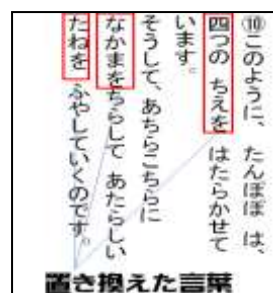 ⑩このように、たんぽぽ は、
四つの ちえを はたらかせて
います。
そうして、あちらこちらに
なかまをちらして あたらしい
たねを ふやしていくのです。
置き換えた言葉